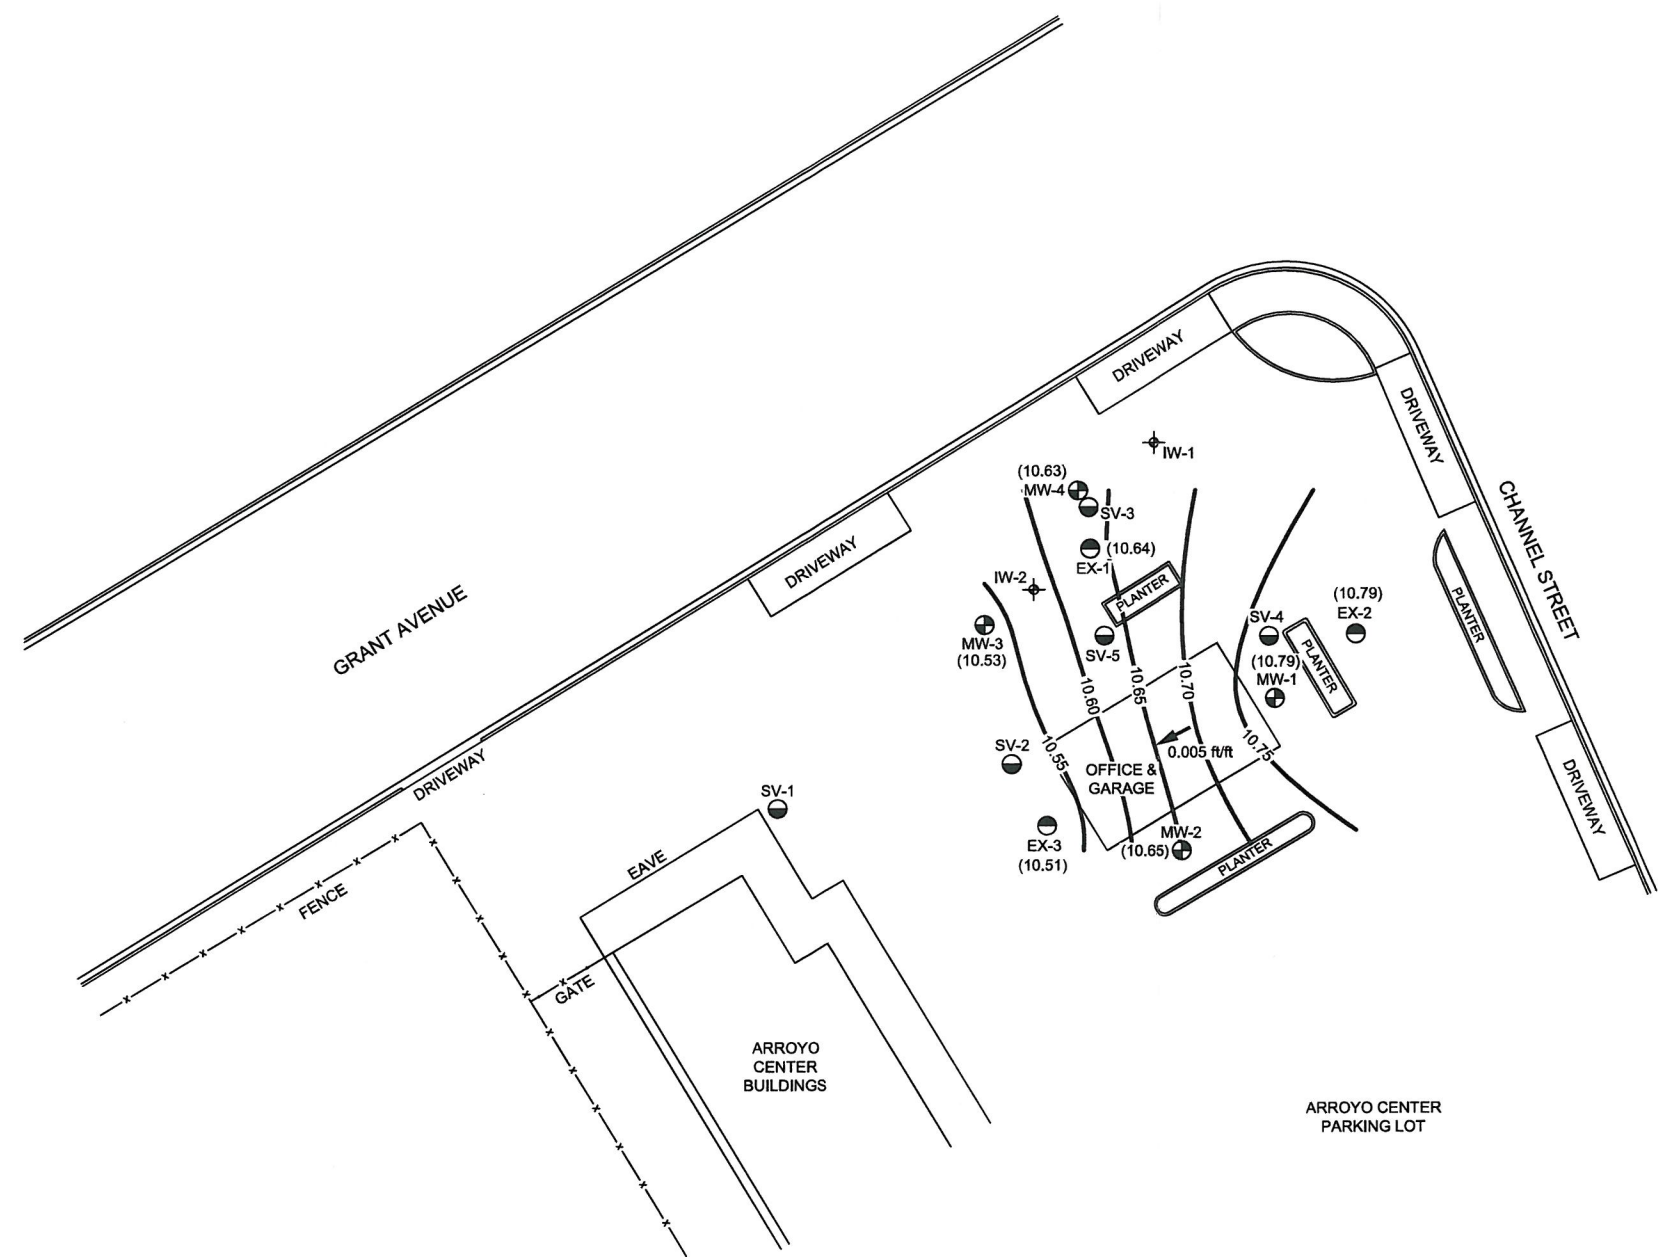 DRIVEWAY
DRIVEWAY
IW-1
(10.63)
MW-4
SV-3
CHANNEL STREET
(10.64)
EX-1
DRIVEWAY
IW-2
PLANTER
(10.79)
EX-2
PLANTER
GRANT AVENUE
SV-4
MW-3
(10.53)
SV-5
(10.79)
MW-1
PLANTER
10.60
10.65
10.70
10.55
10.75
0.005 ft/ft
SV-2
OFFICE &
GARAGE
DRIVEWAY
DRIVEWAY
SV-1
MW-2
(10.65)
EX-3
(10.51)
PLANTER
EAVE
FENCE
GATE
ARROYO
CENTER
BUILDINGS
ARROYO CENTER
PARKING LOT